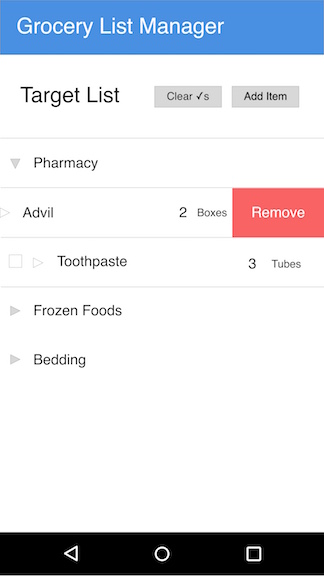 Grocery List Manager
Target List Clear ✓s Add Item
Pharmacy
Advil 2 Boxes Remove
Toothpaste 3 Tubes
Frozen Foods
Bedding